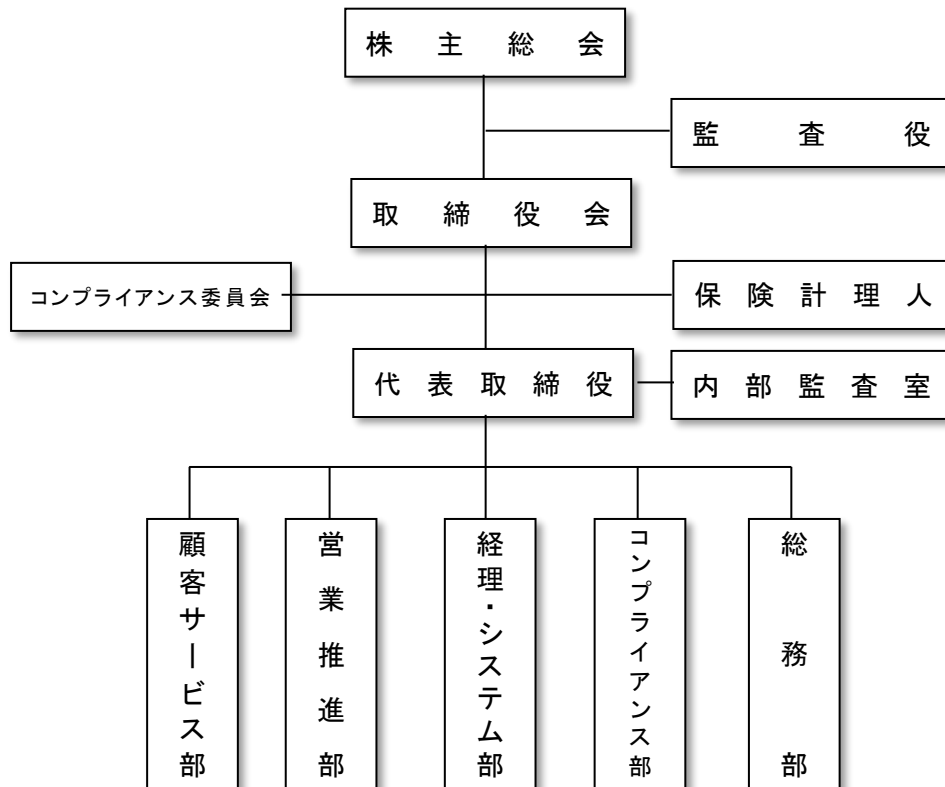 株主総会
監査役
取締役会
コンプライアンス委員会
保険計理人
代表取締役
内部監査室
顧客サービス部
営業推進部
経理・システム部
コンプライアンス部
総務部